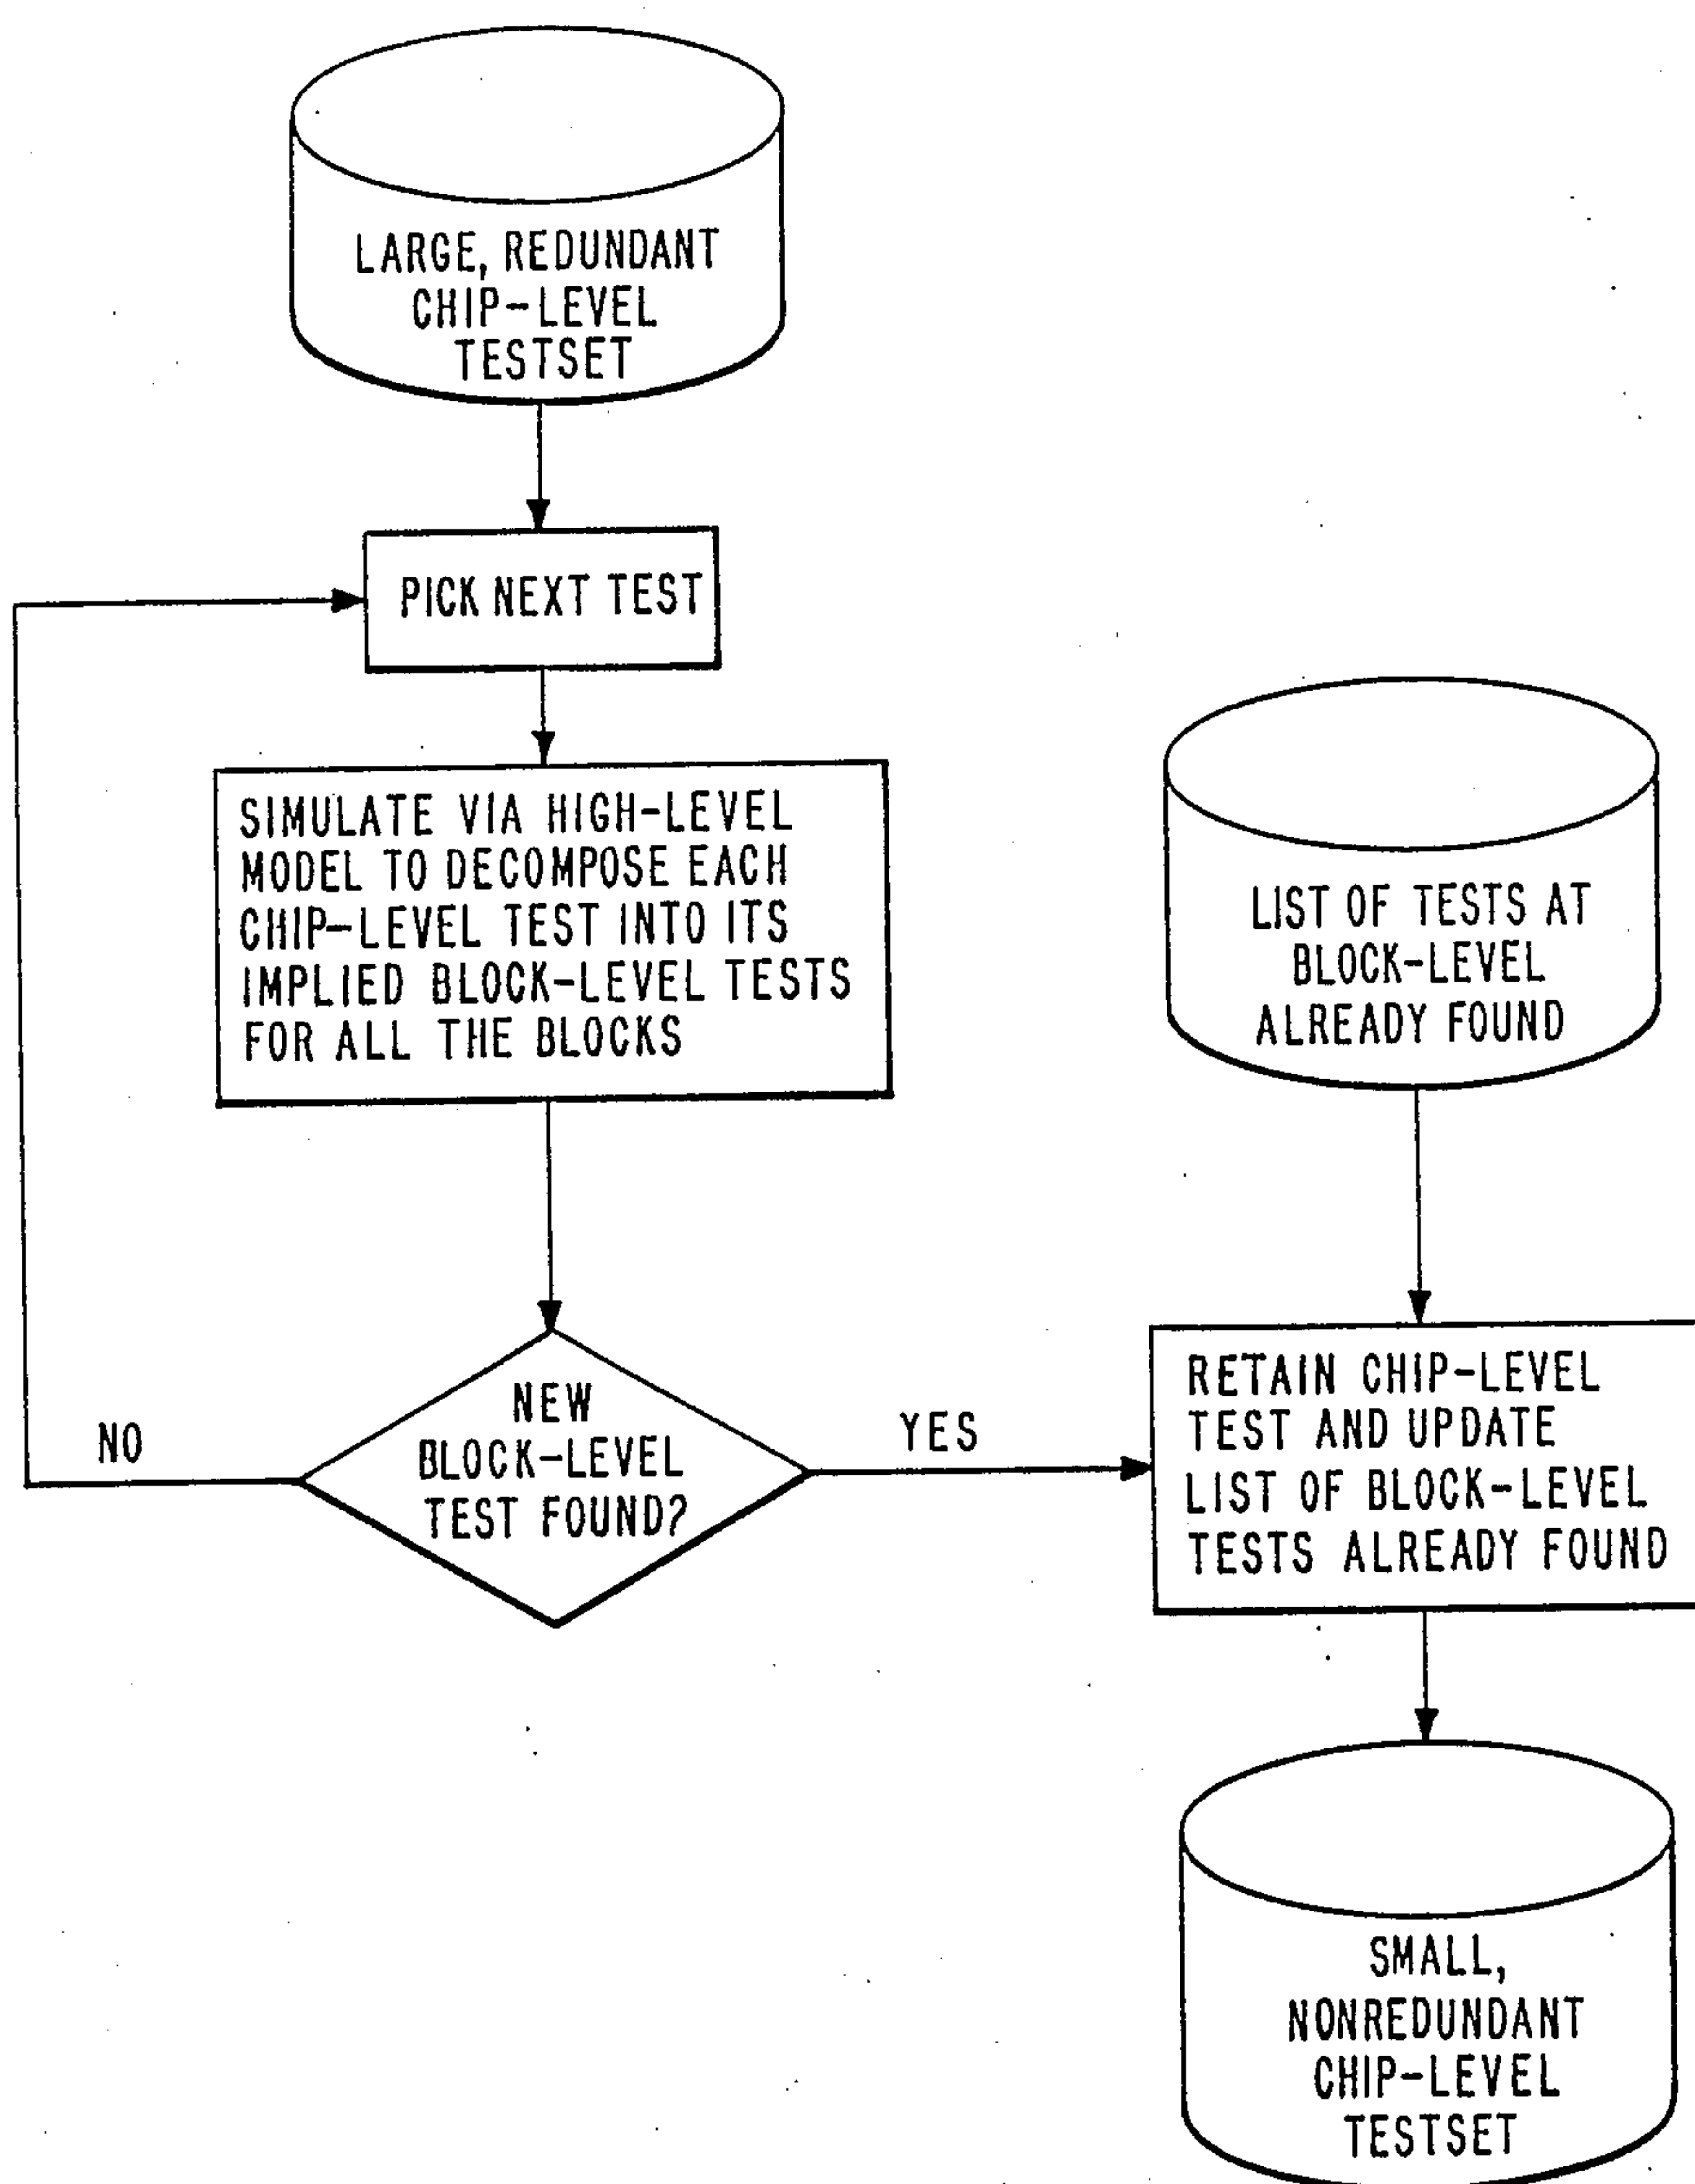 LARGE, REDUNDANT
CHIP-LEVEL
TESTSET
PICK NEXT TEST
SIMULATE VIA HIGH-LEVEL
MODEL TO DECOMPOSE EACH
CHIP-LEVEL TEST INTO ITS
IMPLIED BLOCK-LEVEL TESTS
FOR ALL THE BLOCKS
LIST OF TESTS AT
BLOCK-LEVEL
ALREADY FOUND
NEW
BLOCK-LEVEL
TEST FOUND?
NO
YES
RETAIN CHIP-LEVEL
TEST AND UPDATE
LIST OF BLOCK-LEVEL
TESTS ALREADY FOUND
SMALL,
NONREDUNDANT
CHIP-LEVEL
TESTSET